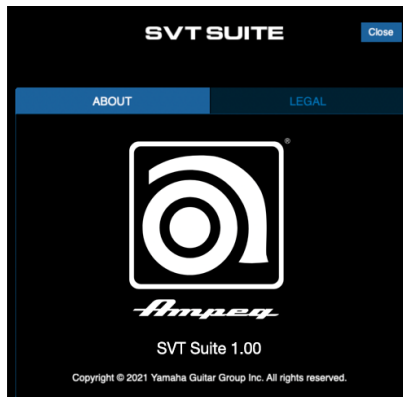 SVT SUITE
Close
ABOUT
LEGAL
®
Ampeg
SVT Suite 1.00
Copyright © 2021 Yamaha Guitar Group Inc. All rights reserved.